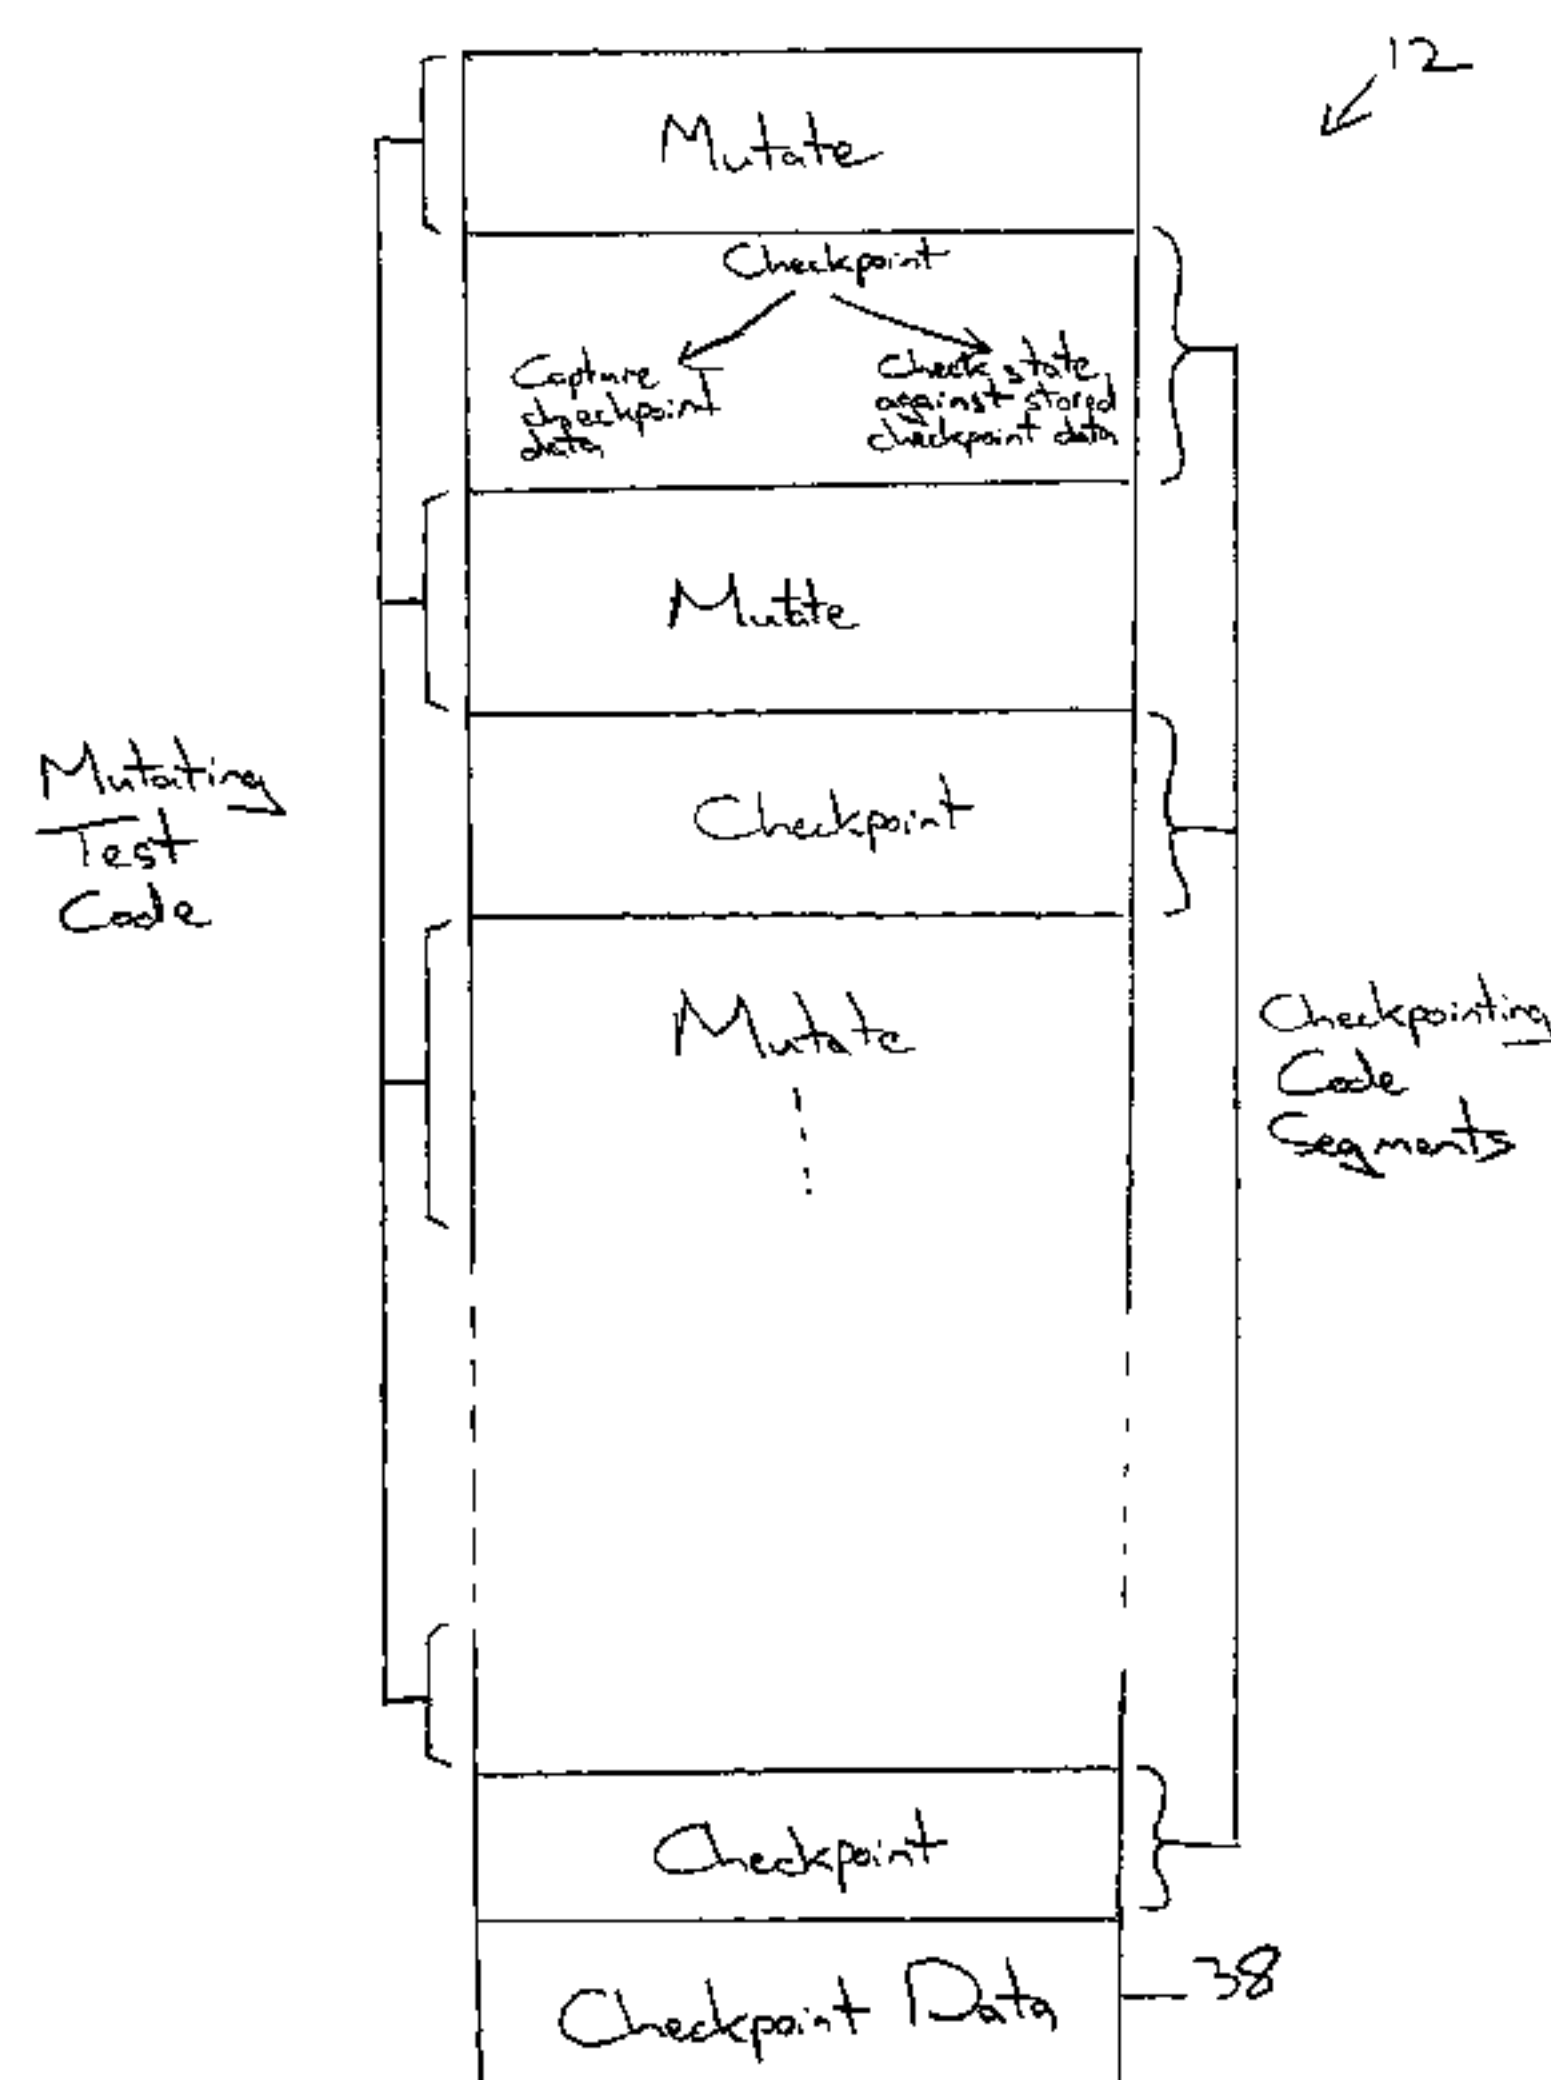 12
Mutate
Checkpoint
Capture
checkpoint
data
Check state
against stored
checkpoint data
Mutate
Mutating
Test
Code
Checkpoint
Mutate
Checkpointing
Code
Segments
Checkpoint
Checkpoint Data
38